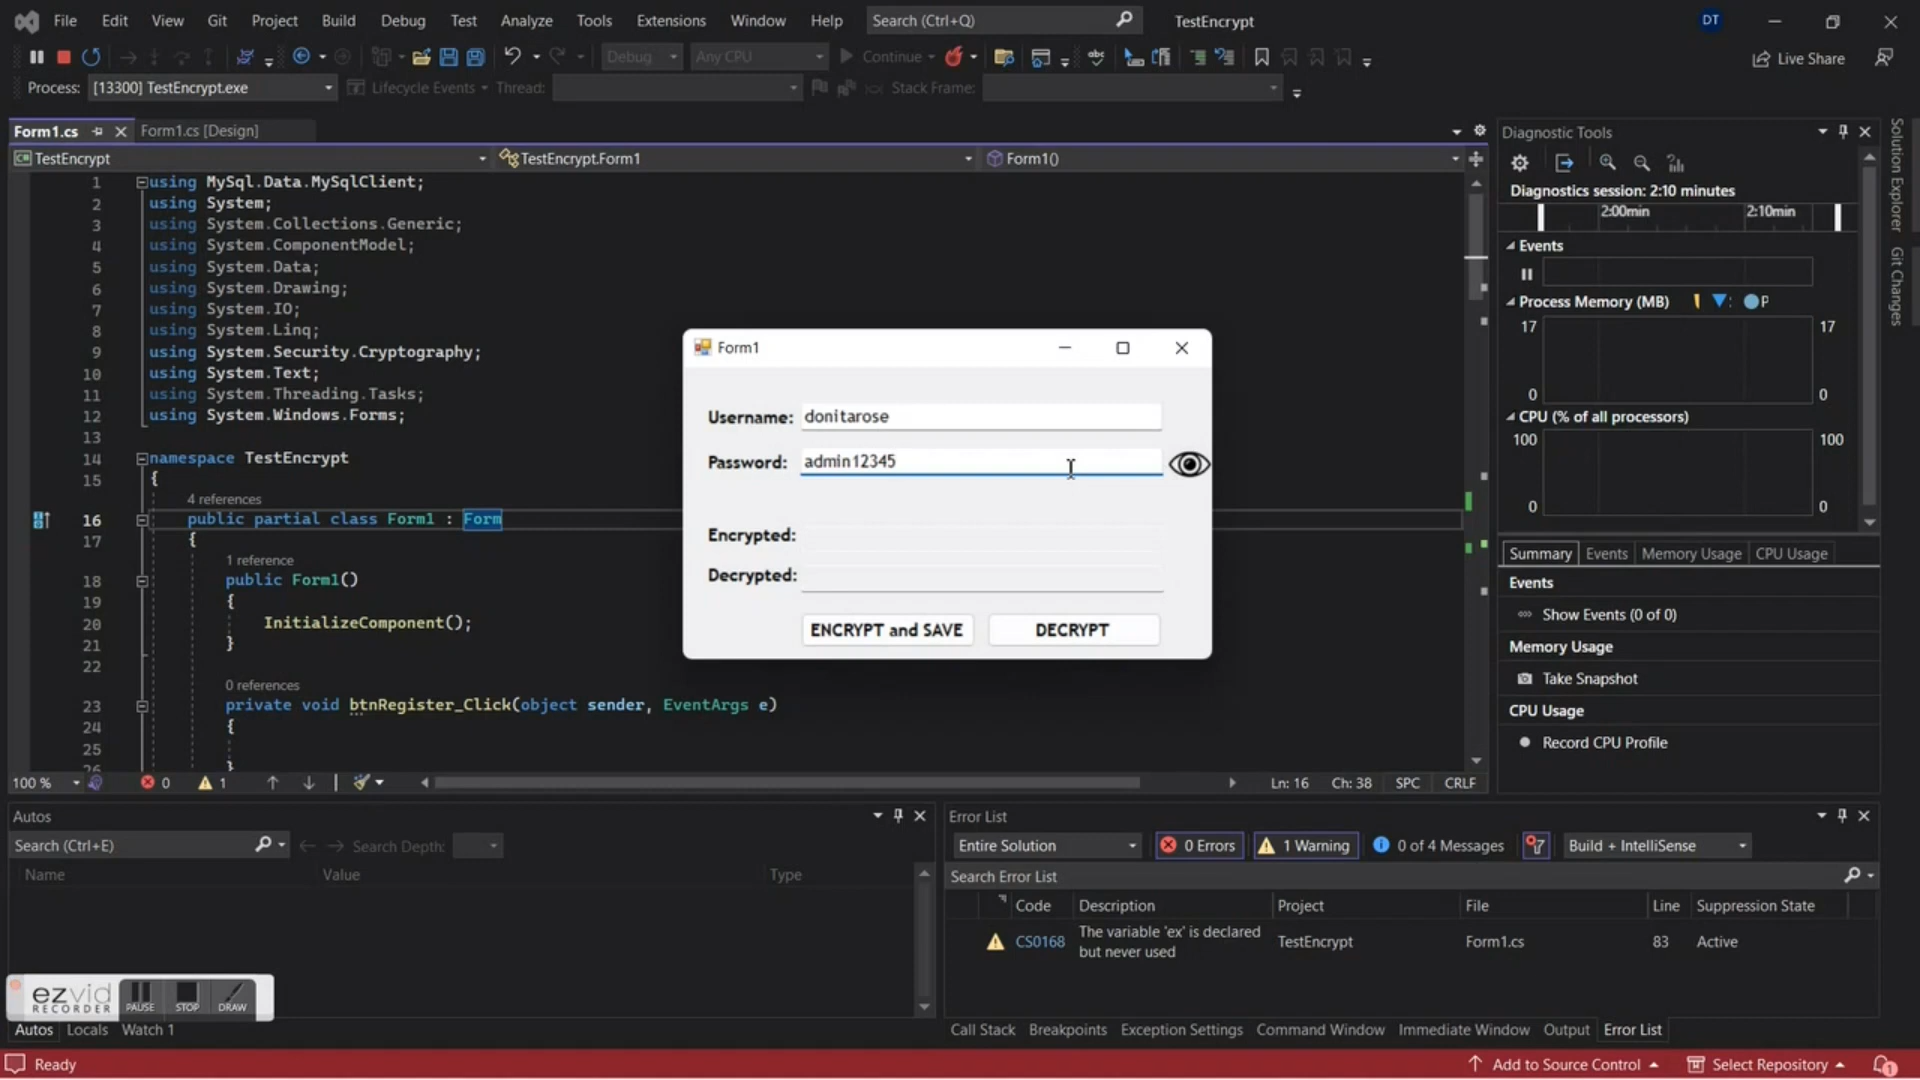 File Edit View Git Project Build Debug Test Analyze Tools Extensions Window Help Search (Ctrl+Q) TestEncrypt DT
Debug Any CPU Continue Live Share
Process: [13300] TestEncrypt.exe Lifecycle Events Thread: Stack Frame:
Form1.cs Form1.cs [Design]
TestEncrypt TestEncrypt.Form1 Form1()
1 using MySql.Data.MySqlClient;
2 using System;
3 using System.Collections.Generic;
4 using System.ComponentModel;
5 using System.Data;
6 using System.Drawing;
7 using System.IO;
8 using System.Linq;
9 using System.Security.Cryptography;
10 using System.Text;
11 using System.Threading.Tasks;
12 using System.Windows.Forms;
13
14 namespace TestEncrypt
15 {
4 references
16 public partial class Form1 : Form
17 {
1 reference
18 public Form1()
19 {
20 InitializeComponent();
21 }
22
0 references
23 private void btnRegister_Click(object sender, EventArgs e)
24 {
25
26 }
100 % 0 1 Ln: 16 Ch: 38 SPC CRLF
Form1
Username: donitarose
Password: admin12345
Encrypted:
Decrypted:
ENCRYPT and SAVE DECRYPT
Diagnostic Tools
Diagnostics session: 2:10 minutes
2:00min 2:10min
Events
Process Memory (MB) P
17 17
0 0
CPU (% of all processors)
100 100
0 0
Summary Events Memory Usage CPU Usage
Events
Show Events (0 of 0)
Memory Usage
Take Snapshot
CPU Usage
Record CPU Profile
Solution Explorer
Git Changes
Autos
Search (Ctrl+E) Search Depth:
Name Value Type
ezvid
RECORDER PAUSE STOP DRAW
Autos Locals Watch 1
Error List
Entire Solution 0 Errors 1 Warning 0 of 4 Messages Build + IntelliSense
Search Error List
Code Description Project File Line Suppression State
CS0168 The variable 'ex' is declared but never used TestEncrypt Form1.cs 83 Active
Call Stack Breakpoints Exception Settings Command Window Immediate Window Output Error List
Ready Add to Source Control Select Repository 1